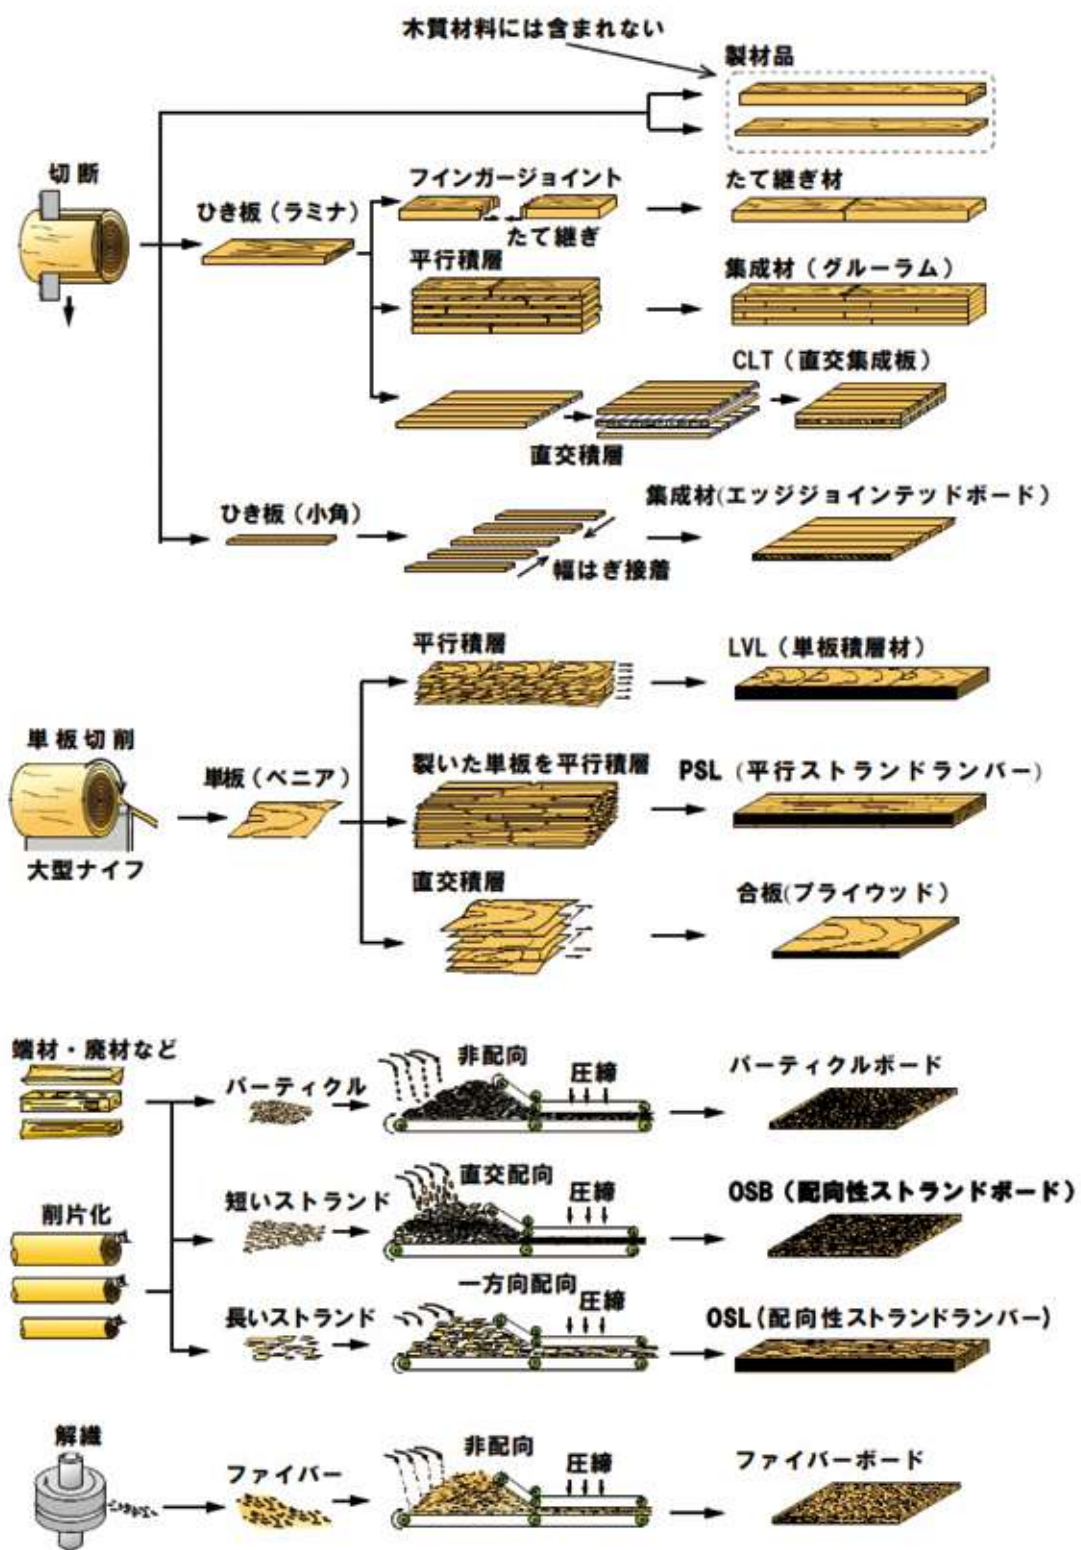 木質材料には含まれない
製材品
切断
フインガージョイント
たて継ぎ材
ひき板（ラミナ）
たて継ぎ
平行積層
集成材（グルーラム）
CLT（直交集成板）
直交積層
集成材(エッジジョインテッドボード）
ひき板（小角）
幅はぎ接着
平行積層
LVL（単板積層材）
単板切削
単板（ベニア）
裂いた単板を平行積層
PSL（平行ストランドランバー）
大型ナイフ
直交積層
合板(プライウッド）
端材・廃材など
パーティクル
非配向
圧締
パーティクルボード
短いストランド
直交配向
圧締
OSB（配向性ストランドボード）
削片化
長いストランド
一方向配向
圧締
OSL(配向性ストランドランバー)
解繊
ファイバー
非配向
圧締
ファイバーボード